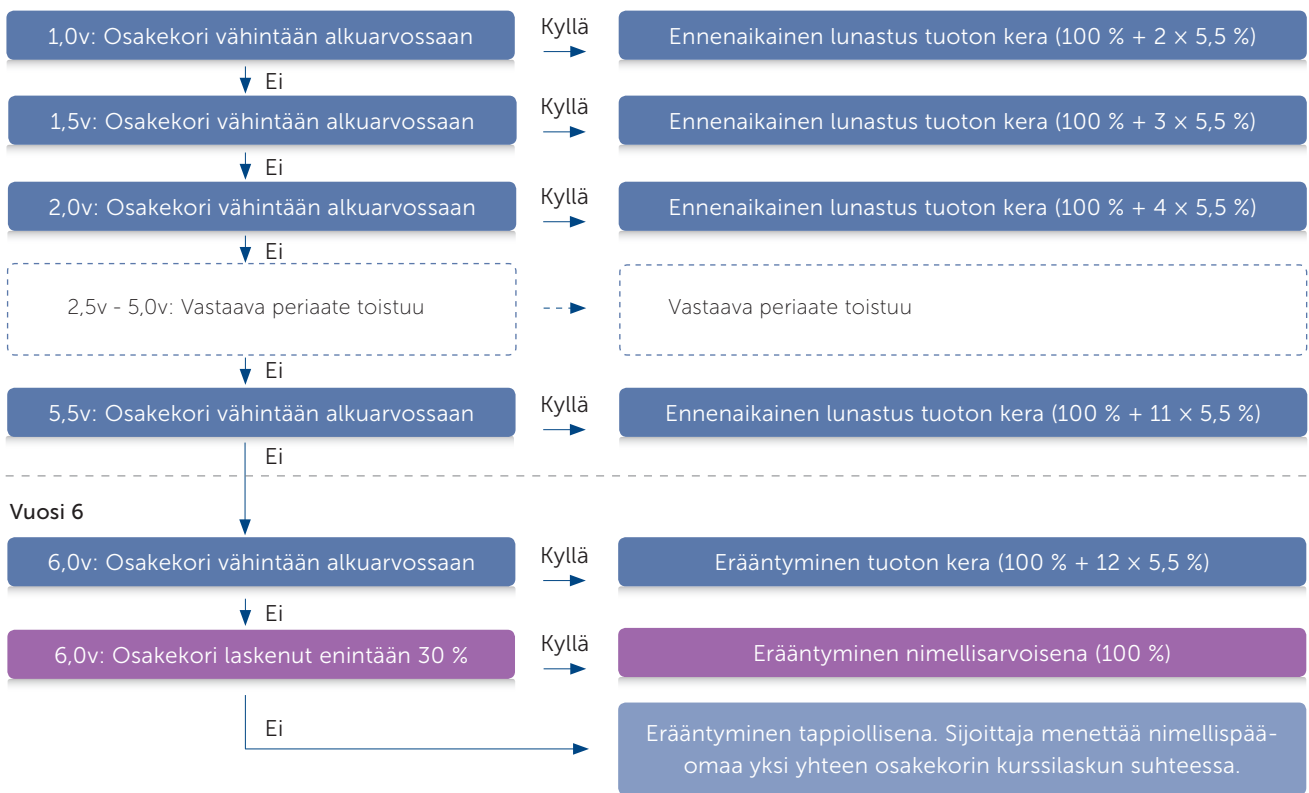 1,0v: Osakekori vähintään alkuarvossaan
Kyllä
Ennenaikainen lunastus tuoton kera (100 % + 2 × 5,5 %)
Ei
1,5v: Osakekori vähintään alkuarvossaan
Kyllä
Ennenaikainen lunastus tuoton kera (100 % + 3 × 5,5 %)
Ei
2,0v: Osakekori vähintään alkuarvossaan
Kyllä
Ennenaikainen lunastus tuoton kera (100 % + 4 × 5,5 %)
Ei
2,5v - 5,0v: Vastaava periaate toistuu
Vastaava periaate toistuu
Ei
5,5v: Osakekori vähintään alkuarvossaan
Kyllä
Ennenaikainen lunastus tuoton kera (100 % + 11 × 5,5 %)
Ei
Vuosi 6
6,0v: Osakekori vähintään alkuarvossaan
Kyllä
Erääntyminen tuoton kera (100 % + 12 × 5,5 %)
Ei
6,0v: Osakekori laskenut enintään 30 %
Kyllä
Erääntyminen nimellisarvoisena (100 %)
Ei
Erääntyminen tappiollisena. Sijoittaja menettää nimellispää-
omaa yksi yhteen osakekorin kurssilaskun suhteessa.